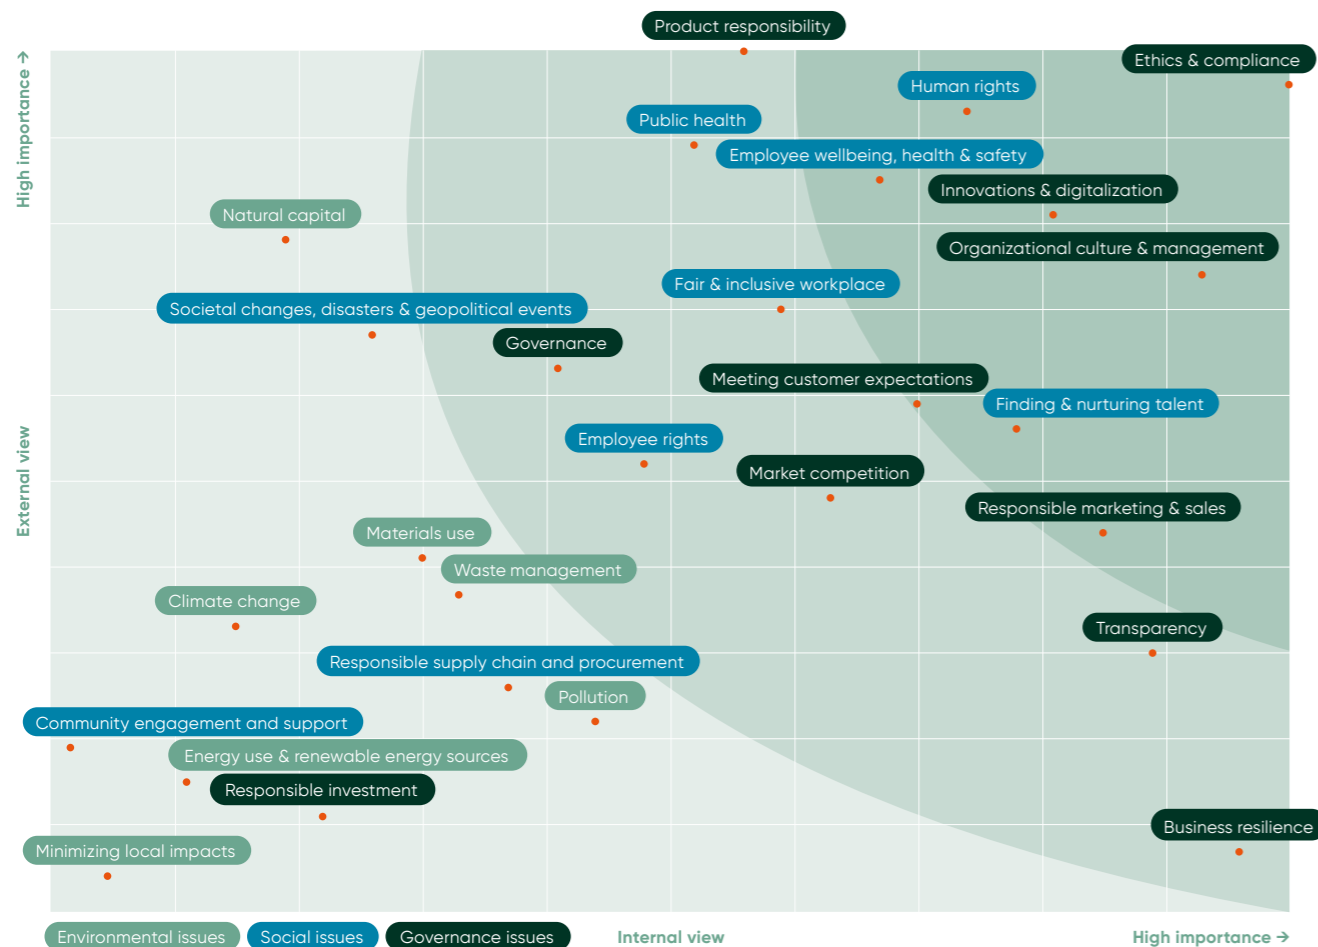 Product responsibility
Ethics & compliance
Human rights
Public health
Employee wellbeing, health & safety
Innovations & digitalization
Natural capital
Organizational culture & management
Fair & inclusive workplace
Societal changes, disasters & geopolitical events
Governance
Meeting customer expectations
Finding & nurturing talent
Employee rights
Market competition
Responsible marketing & sales
Materials use
Waste management
Climate change
Transparency
Responsible supply chain and procurement
Pollution
Community engagement and support
Energy use & renewable energy sources
Responsible investment
Business resilience
Minimizing local impacts
High importance →
External view
Environmental issues
Social issues
Governance issues
Internal view
High importance →